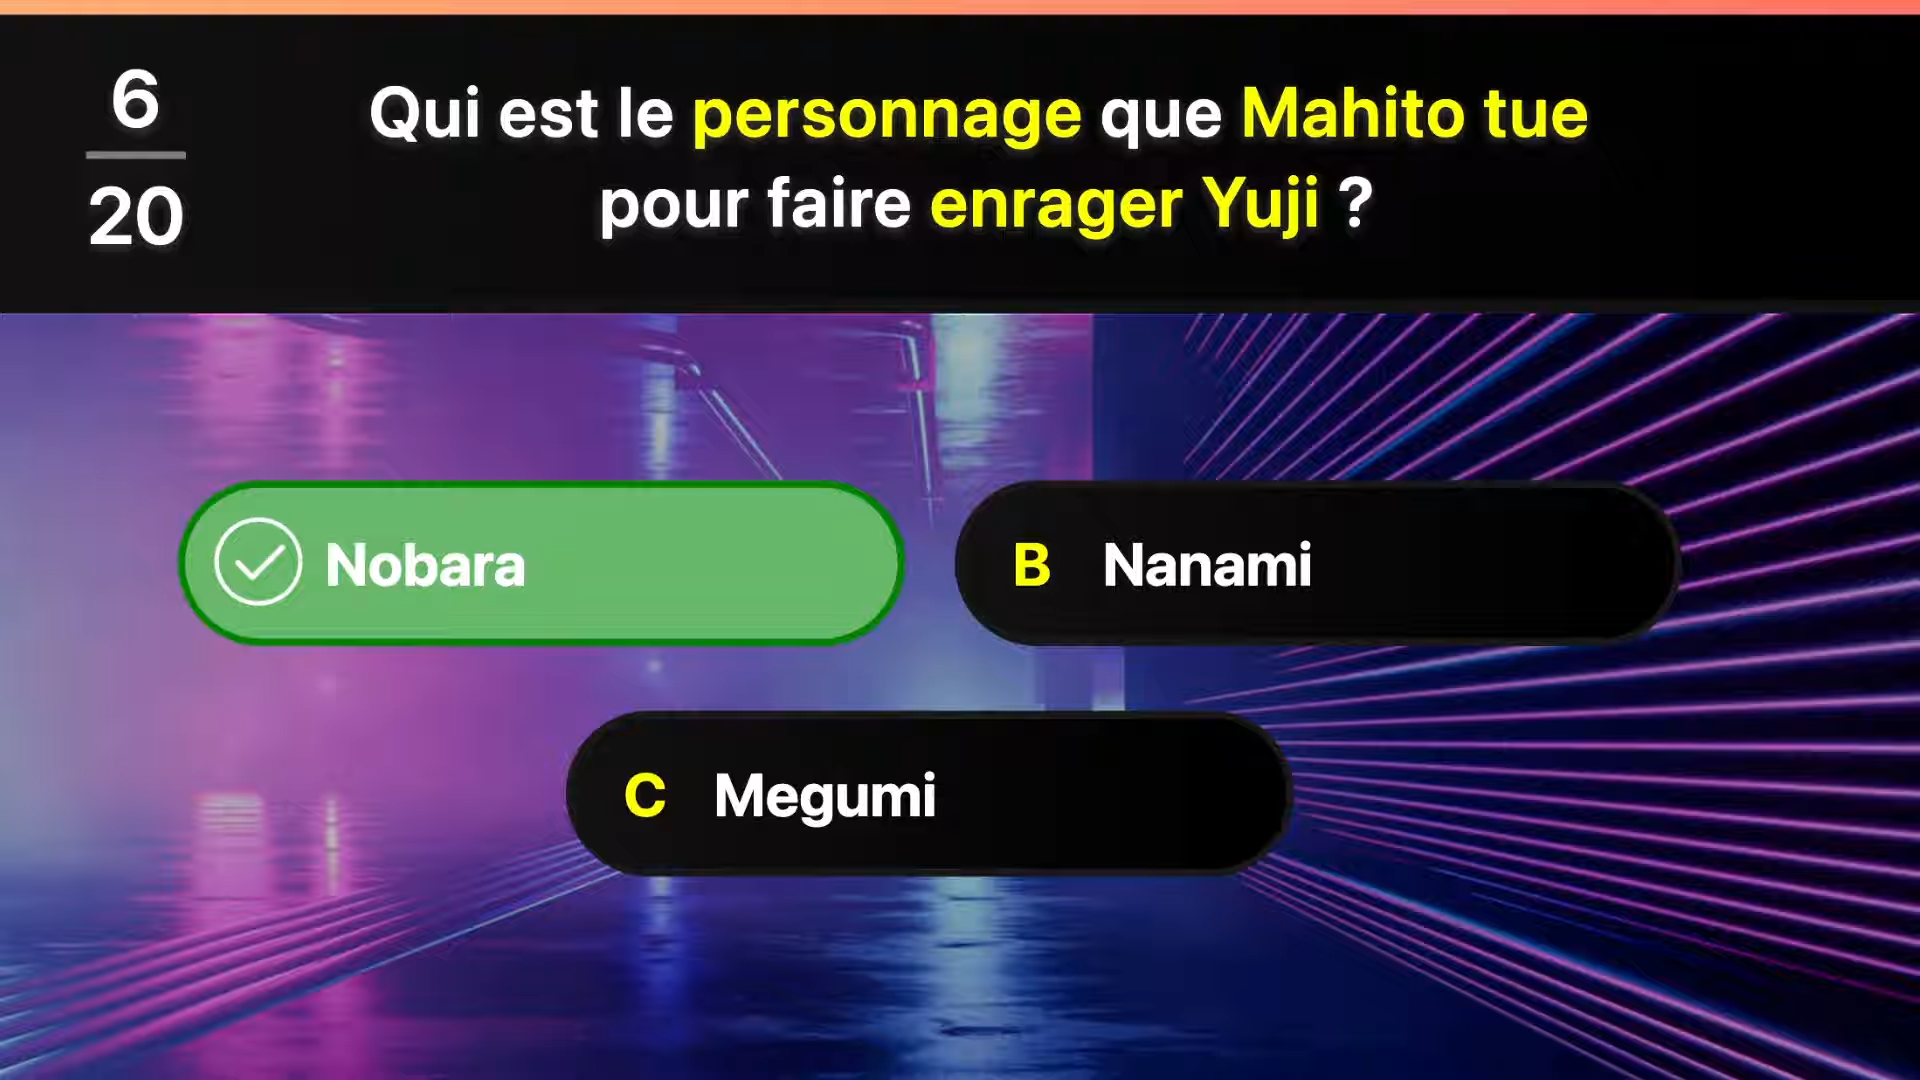 6
20
Qui est le personnage que Mahito tue
pour faire enrager Yuji ?
Nobara
B Nanami
C Megumi